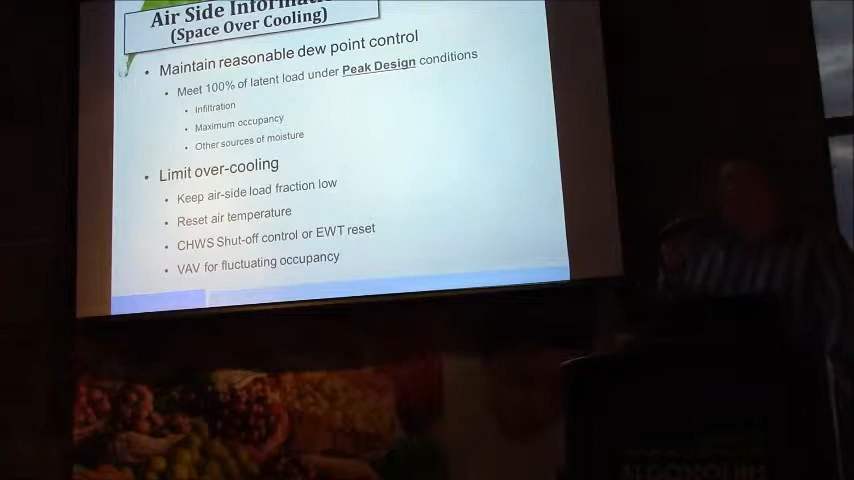 Air Side
(Space Over Cooling)
• Maintain reasonable dew point control
• Meet 100% of latent load under Peak Design conditions
• Infiltration
• Maximum occupancy
• Other sources of moisture
• Limit over-cooling
• Keep air-side load fraction low
• Reset air temperature
• CHWS Shut-off control or EWT reset
• VAV for fluctuating occupancy
ALGONQUIN